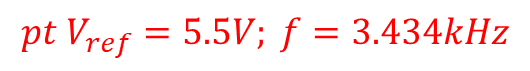 pt V_ref = 5.5V; f = 3.434kHz